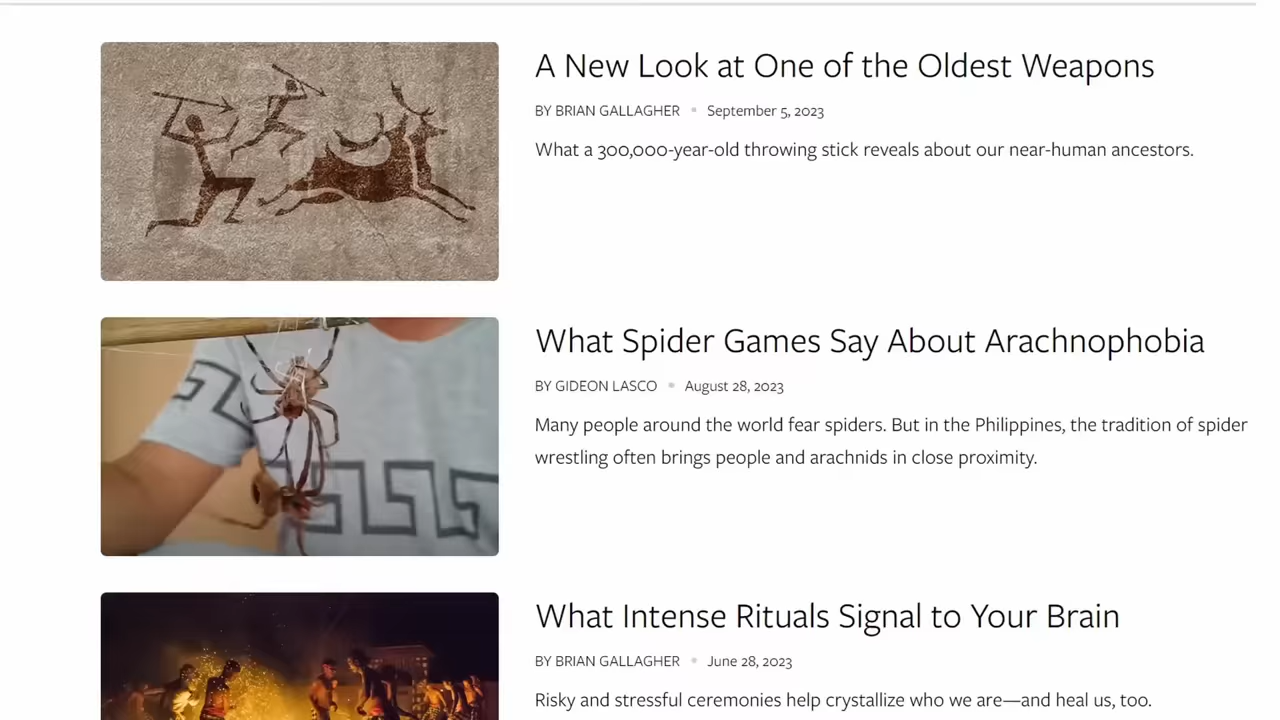 A New Look at One of the Oldest Weapons
BY BRIAN GALLAGHER • September 5, 2023
What a 300,000-year-old throwing stick reveals about our near-human ancestors.
What Spider Games Say About Arachnophobia
BY GIDEON LASCO • August 28, 2023
Many people around the world fear spiders. But in the Philippines, the tradition of spider
wrestling often brings people and arachnids in close proximity.
What Intense Rituals Signal to Your Brain
BY BRIAN GALLAGHER • June 28, 2023
Risky and stressful ceremonies help crystallize who we are—and heal us, too.